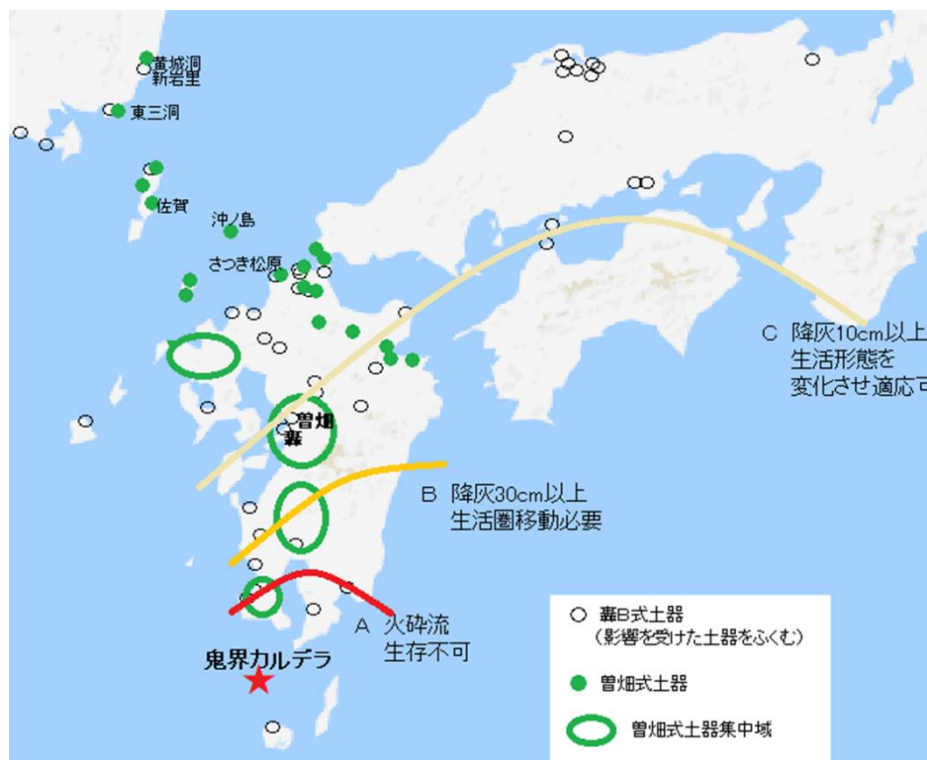 黄城洞
新岩里
東三洞
佐賀
沖ノ島
さつき松原
C 降灰10cm以上
生活形態を
変化させ適応可
曽畑
轟
B 降灰30cm以上
生活圏移動必要
A 火砕流
生存不可
鬼界カルデラ
轟B式土器
(影響を受けた土器をふくむ)
曽畑式土器
曽畑式土器集中域